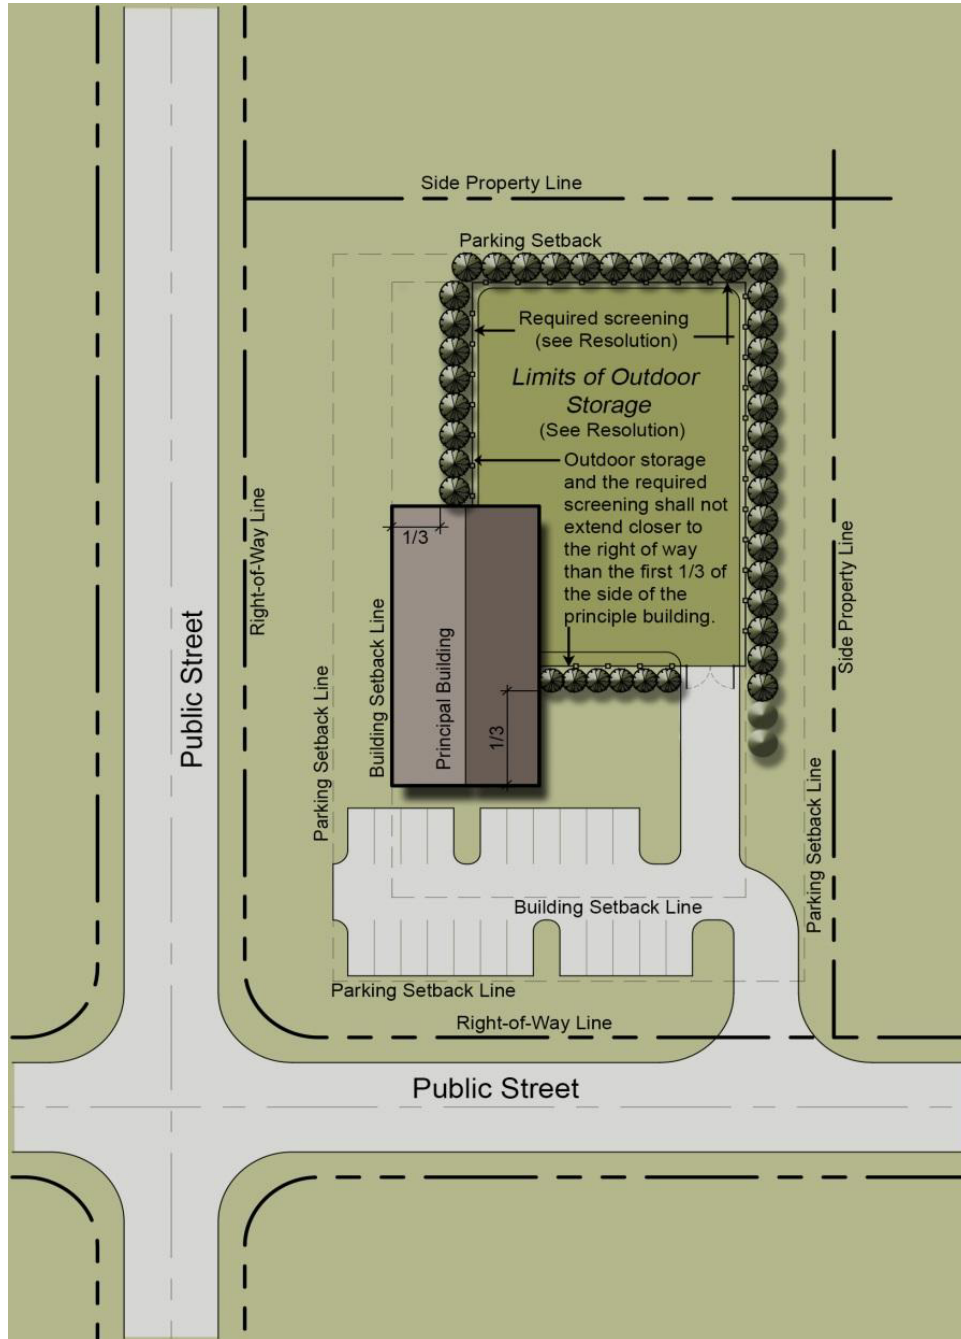 Side Property Line
Parking Setback
Required screening
(see Resolution)
Limits of Outdoor
Storage
(See Resolution)
Outdoor storage
and the required
screening shall not
extend closer to
the right of way
than the first 1/3 of
the side of the
principle building.
1/3
Right-of-Way Line
Public Street
Parking Setback Line
Building Setback Line
Principal Building
1/3
Side Property Line
Parking Setback Line
Building Setback Line
Parking Setback Line
Right-of-Way Line
Public Street